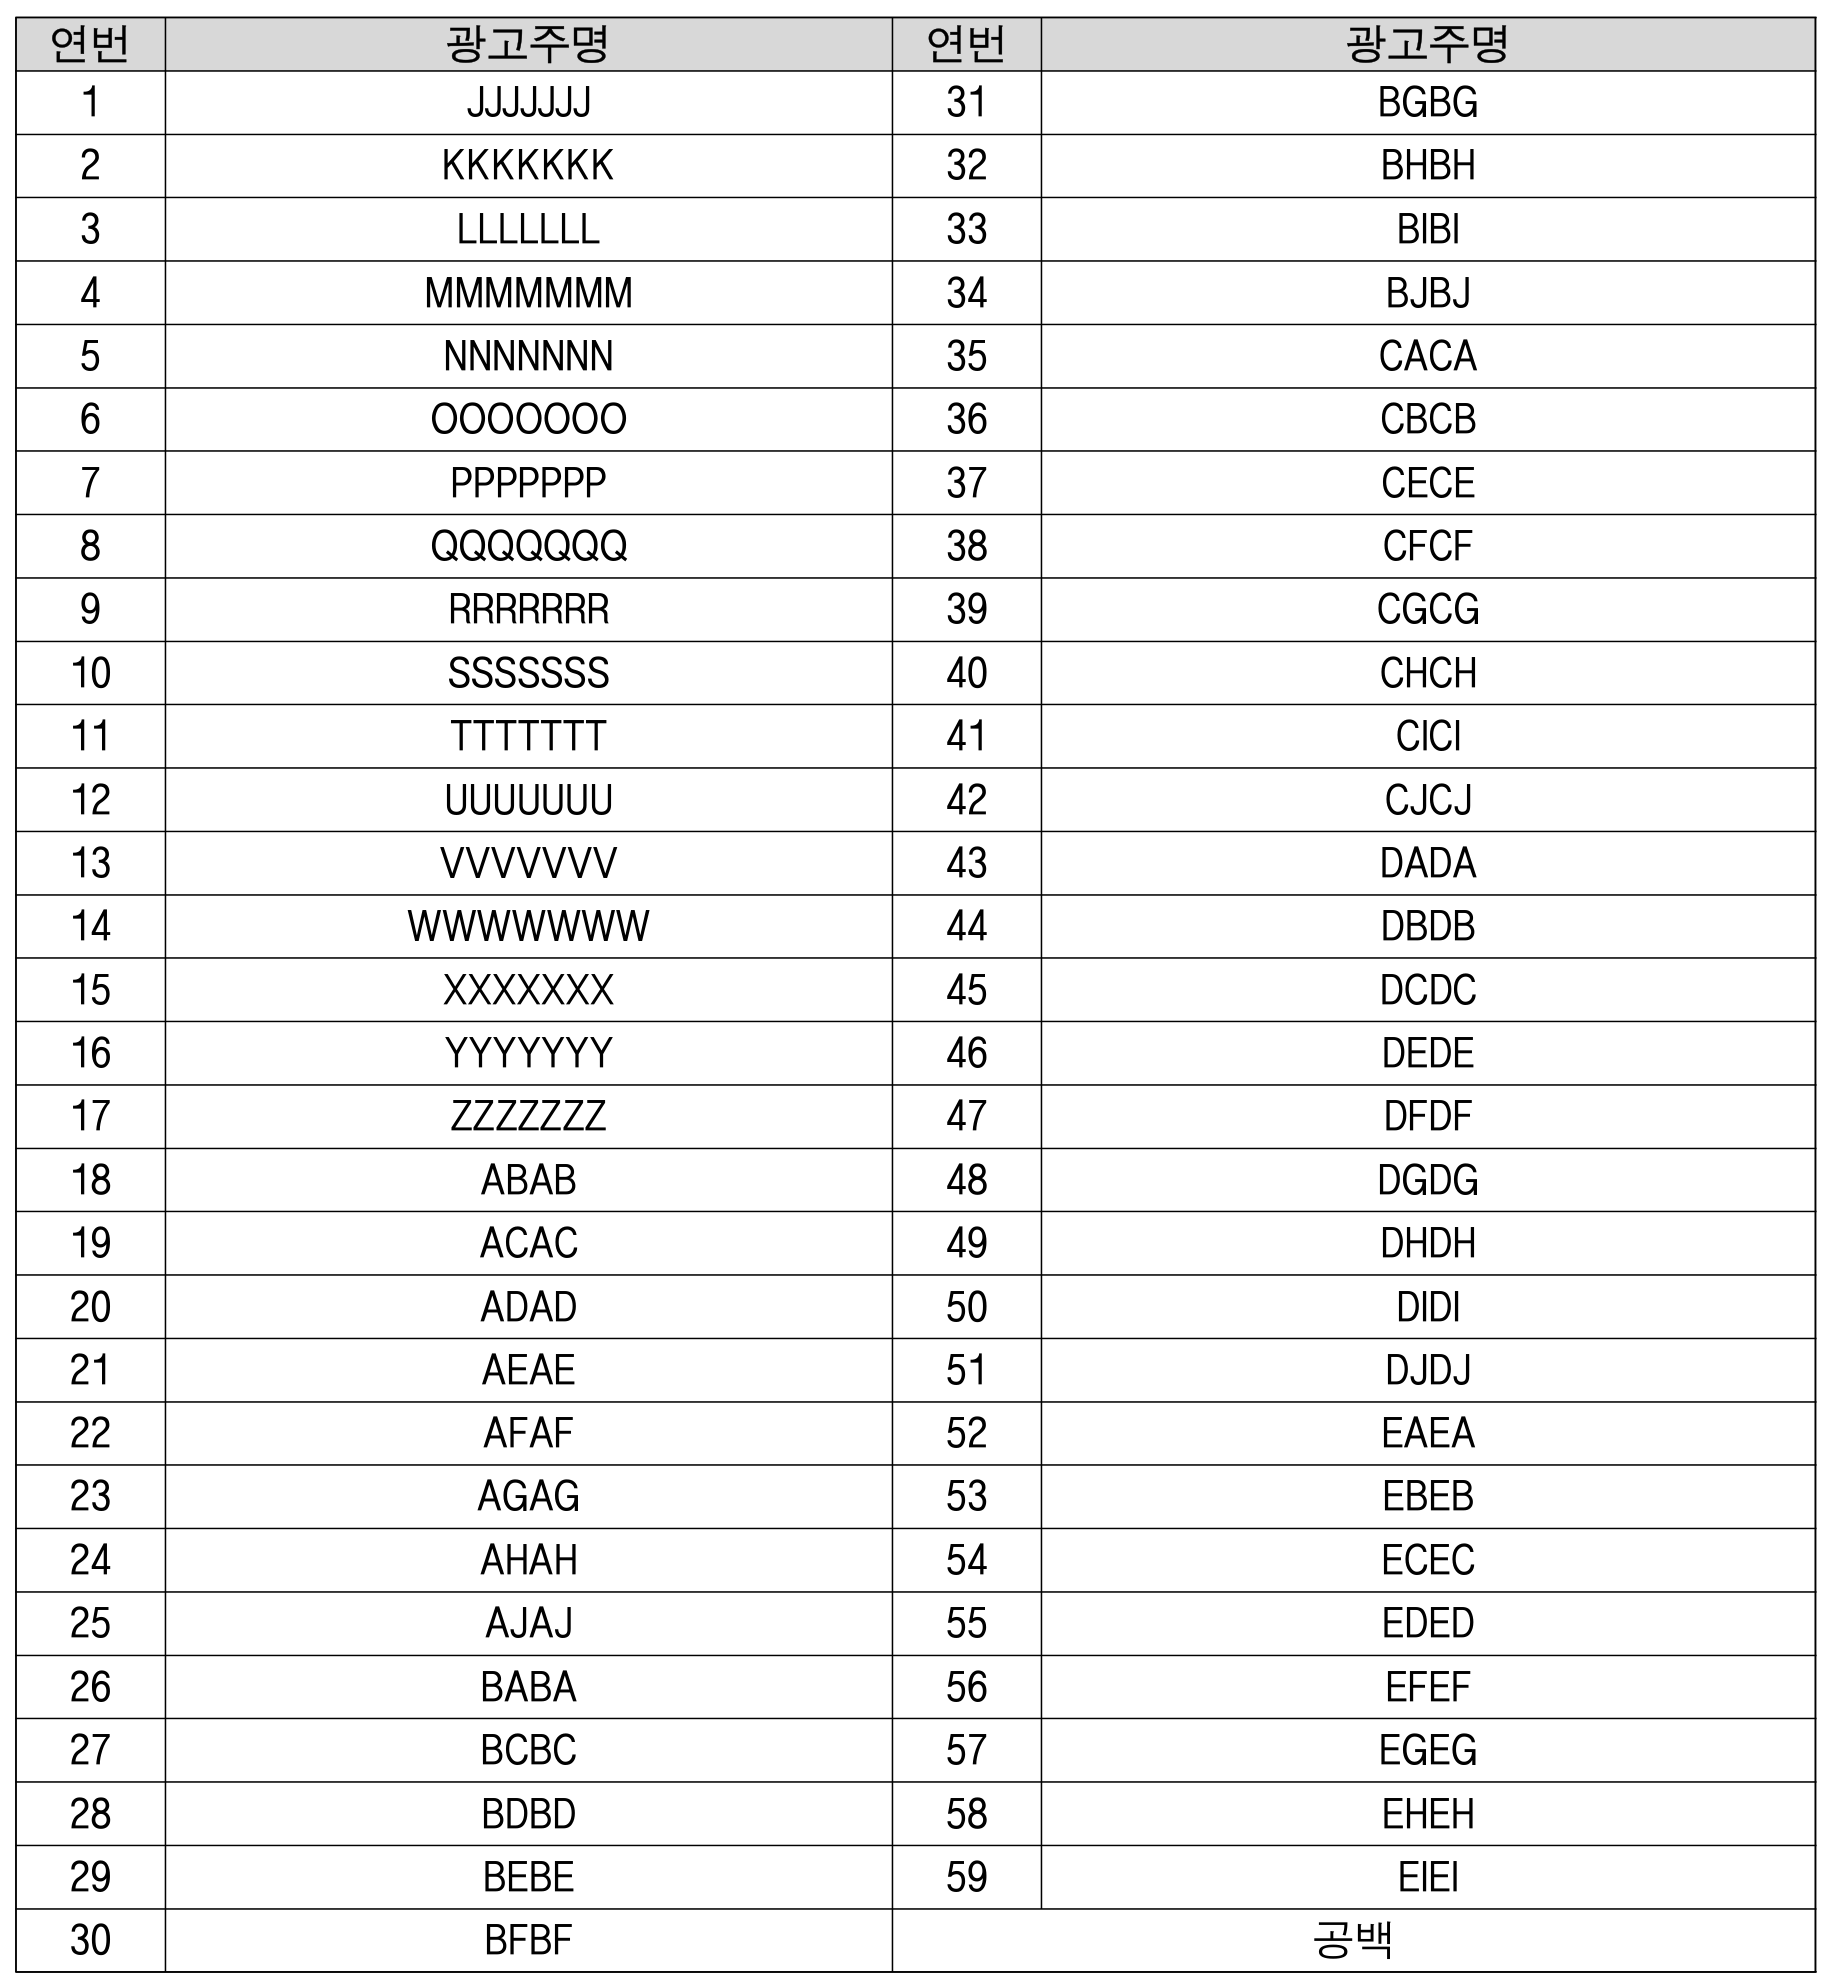 연번 광고주명 연번 광고주명
1 JJJJJJJ 31 BGBG
2 KKKKKKK 32 BHBH
3 LLLLLLL 33 BIBI
4 MMMMMMM 34 BJBJ
5 NNNNNNN 35 CACA
6 OOOOOOO 36 CBCB
7 PPPPPPP 37 CECE
8 QQQQQQQ 38 CFCF
9 RRRRRRR 39 CGCG
10 SSSSSSS 40 CHCH
11 TTTTTTT 41 CICI
12 UUUUUUU 42 CJCJ
13 VVVVVVV 43 DADA
14 WWWWWWW 44 DBDB
15 XXXXXXX 45 DCDC
16 YYYYYYY 46 DEDE
17 ZZZZZZZ 47 DFDF
18 ABAB 48 DGDG
19 ACAC 49 DHDH
20 ADAD 50 DIDI
21 AEAE 51 DJDJ
22 AFAF 52 EAEA
23 AGAG 53 EBEB
24 AHAH 54 ECEC
25 AJAJ 55 EDED
26 BABA 56 EFEF
27 BCBC 57 EGEG
28 BDBD 58 EHEH
29 BEBE 59 EIEI
30 BFBF 공백